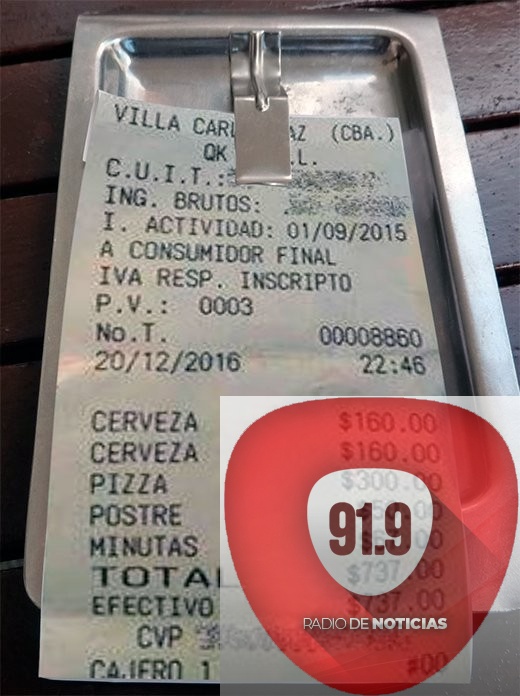 VILLA CARL AZ (CBA.)
QK L.
C.U.I.T.:
ING. BRUTOS:
I. ACTIVIDAD: 01/09/2015
A CONSUMIDOR FINAL
IVA RESP. INSCRIPTO
P.V.: 0003
No.T. 00008860
20/12/2016 22:46
CERVEZA $160.00
CERVEZA $160.00
PIZZA $300.00
POSTRE
MINUTAS
TOTAL $737.00
EFECTIVO $737.00
CVP
CAJERO 1 #00
91.9
RADIO DE NOTICIAS